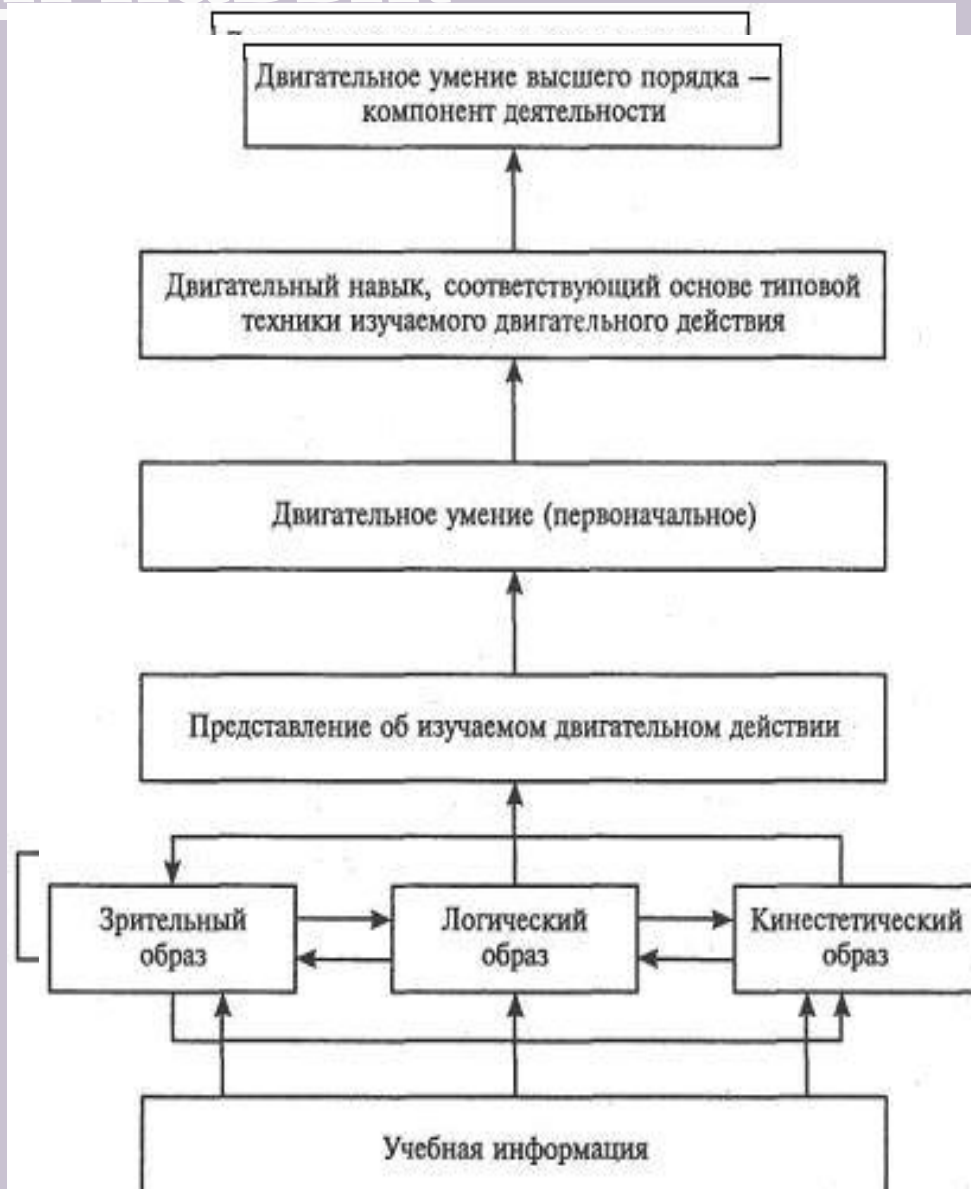 Двигательное умение высшего порядка —
компонент деятельности
Двигательный навык, соответствующий основе типовой
техники изучаемого двигательного действия
Двигательное умение (первоначальное)
Представление об изучаемом двигательном действии
Зрительный
образ
Логический
образ
Кинестетический
образ
Учебная информация